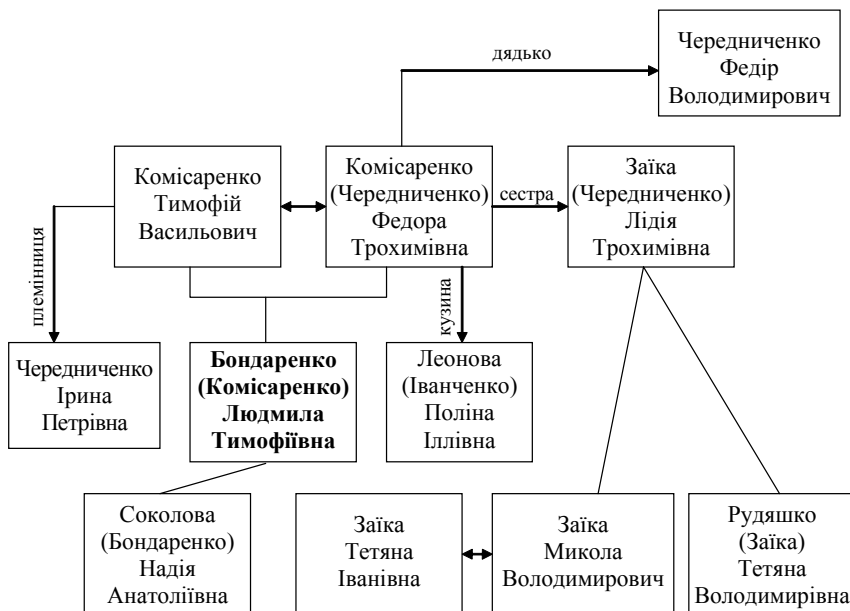 дядько
Чередниченко
Федір
Володимирович
Комісаренко
Тимофій
Васильович
Комісаренко
(Чередниченко)
Федора
Трохимівна
сестра
Заїка
(Чередниченко)
Лідія
Трохимівна
племінниця
кузина
Чередниченко
Ірина
Петрівна
Бондаренко
(Комісаренко)
Людмила
Тимофіївна
Леонова
(Іванченко)
Поліна
Іллівна
Соколова
(Бондаренко)
Надія
Анатоліївна
Заїка
Тетяна
Іванівна
Заїка
Микола
Володимирович
Рудяшко
(Заїка)
Тетяна
Володимирівна